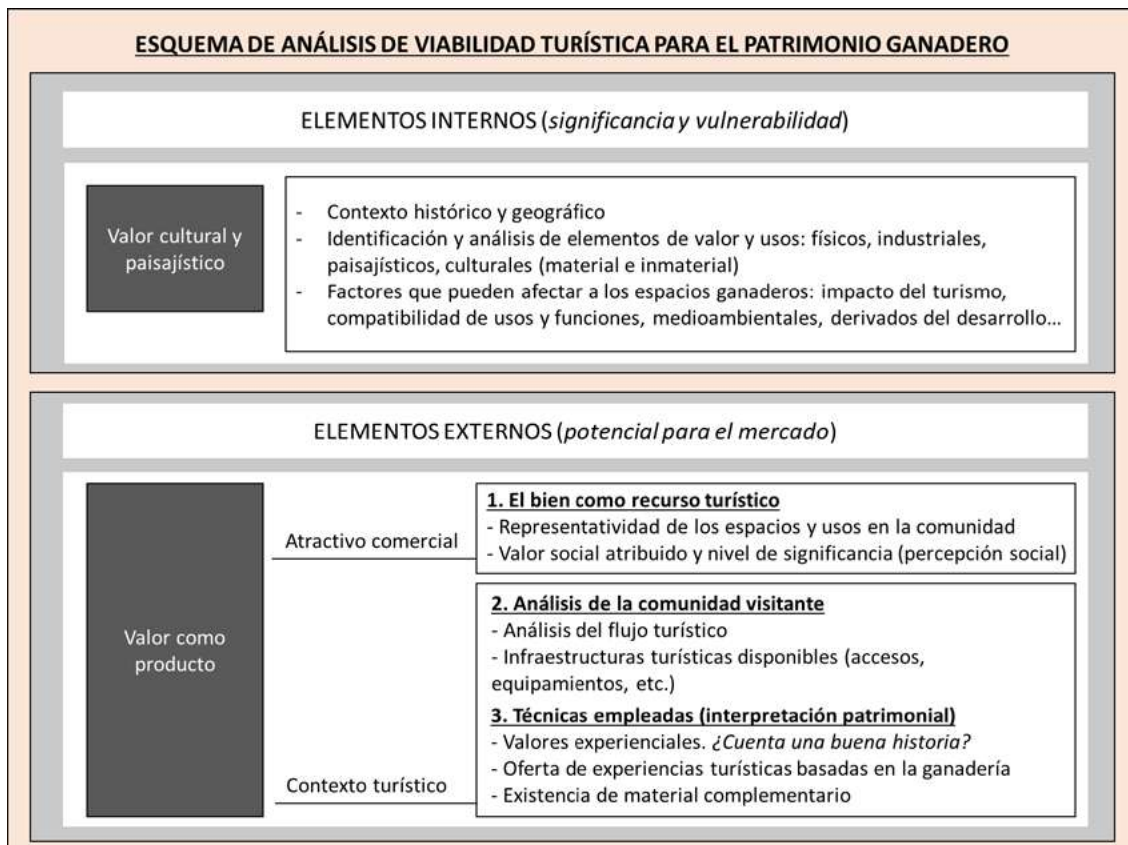 ESQUEMA DE ANÁLISIS DE VIABILIDAD TURÍSTICA PARA EL PATRIMONIO GANADERO
ELEMENTOS INTERNOS (significancia y vulnerabilidad)
Valor cultural y
paisajístico
- Contexto histórico y geográfico
- Identificación y análisis de elementos de valor y usos: físicos, industriales,
paisajísticos, culturales (material e inmaterial)
- Factores que pueden afectar a los espacios ganaderos: impacto del turismo,
compatibilidad de usos y funciones, medioambientales, derivados del desarrollo...
ELEMENTOS EXTERNOS (potencial para el mercado)
Valor como
producto
Atractivo comercial
1. El bien como recurso turístico
- Representatividad de los espacios y usos en la comunidad
- Valor social atribuido y nivel de significancia (percepción social)
Contexto turístico
2. Análisis de la comunidad visitante
- Análisis del flujo turístico
- Infraestructuras turísticas disponibles (accesos,
equipamientos, etc.)
3. Técnicas empleadas (interpretación patrimonial)
- Valores experienciales. ¿Cuenta una buena historia?
- Oferta de experiencias turísticas basadas en la ganadería
- Existencia de material complementario